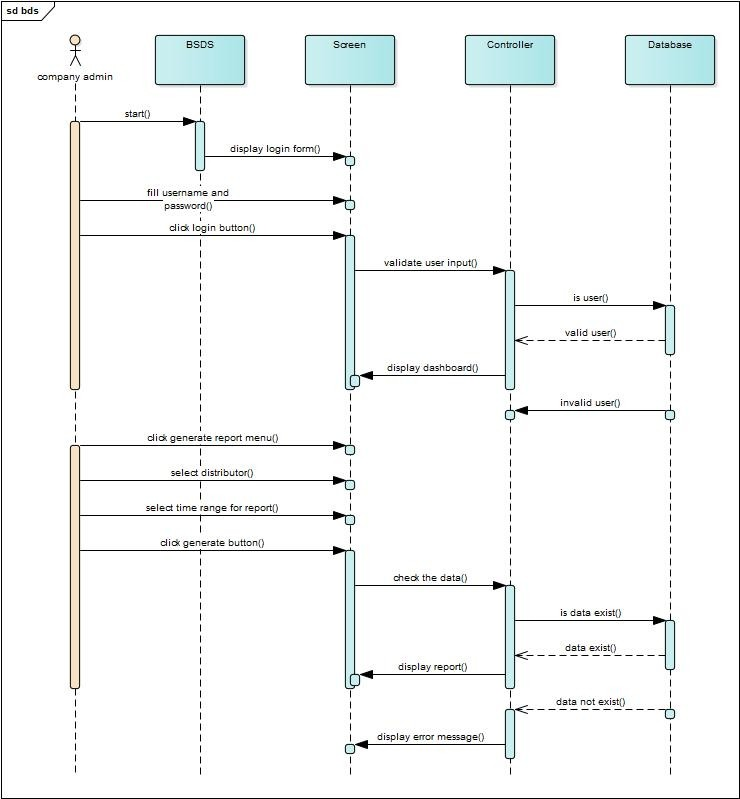 sd bds
BSDS
Screen
Controller
Database
company admin
start()
display login form()
fill username and
password()
click login button()
validate user input()
is user()
valid user()
display dashboard()
invalid user()
click generate report menu()
select distributor()
select time range for report()
click generate button()
check the data()
is data exist()
data exist()
display report()
data not exist()
display error message()